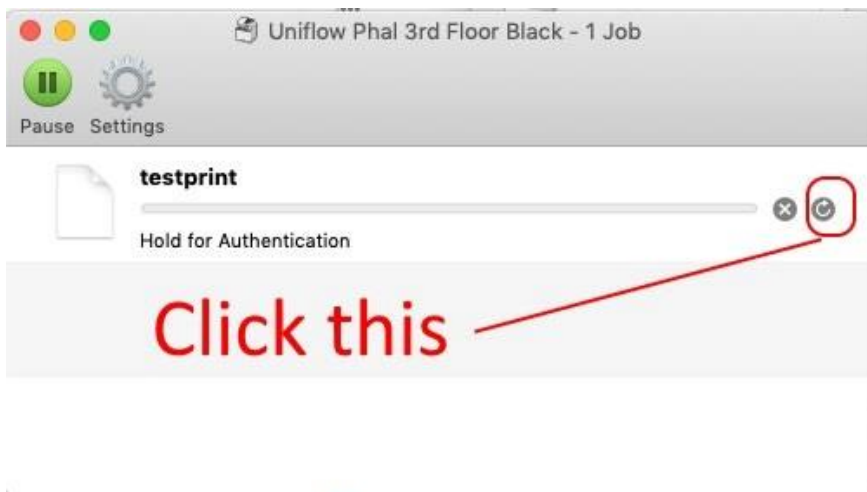 Uniflow Phal 3rd Floor Black - 1 Job
Pause Settings
testprint
Hold for Authentication
Click this